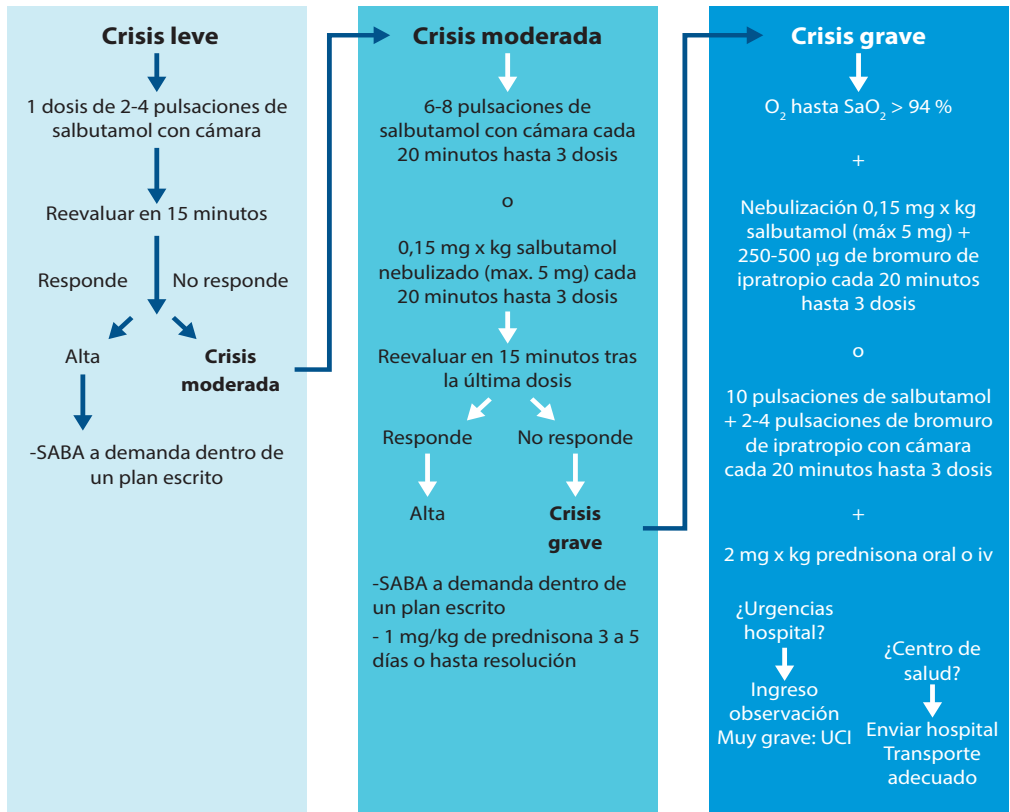 Crisis leve
1 dosis de 2-4 pulsaciones de
salbutamol con cámara
Reevaluar en 15 minutos
Responde
No responde
Alta
Crisis
moderada
-SABA a demanda dentro de
un plan escrito
Crisis moderada
6-8 pulsaciones de
salbutamol con cámara cada
20 minutos hasta 3 dosis
o
0,15 mg x kg salbutamol
nebulizado (max. 5 mg) cada
20 minutos hasta 3 dosis
Reevaluar en 15 minutos tras
la última dosis
Responde
No responde
Alta
Crisis
grave
-SABA a demanda dentro de
un plan escrito
- 1 mg/kg de prednisona 3 a 5
días o hasta resolución
Crisis grave
O₂ hasta SaO₂ > 94 %
+
Nebulización 0,15 mg x kg
salbutamol (máx 5 mg) +
250-500 μg de bromuro de
ipratropio cada 20 minutos
hasta 3 dosis
o
10 pulsaciones de salbutamol
+ 2-4 pulsaciones de bromuro
de ipratropio con cámara
cada 20 minutos hasta 3 dosis
+
2 mg x kg prednisona oral o iv
¿Urgencias
hospital?
Ingreso
observación
Muy grave: UCI
¿Centro de
salud?
Enviar hospital
Transporte
adecuado